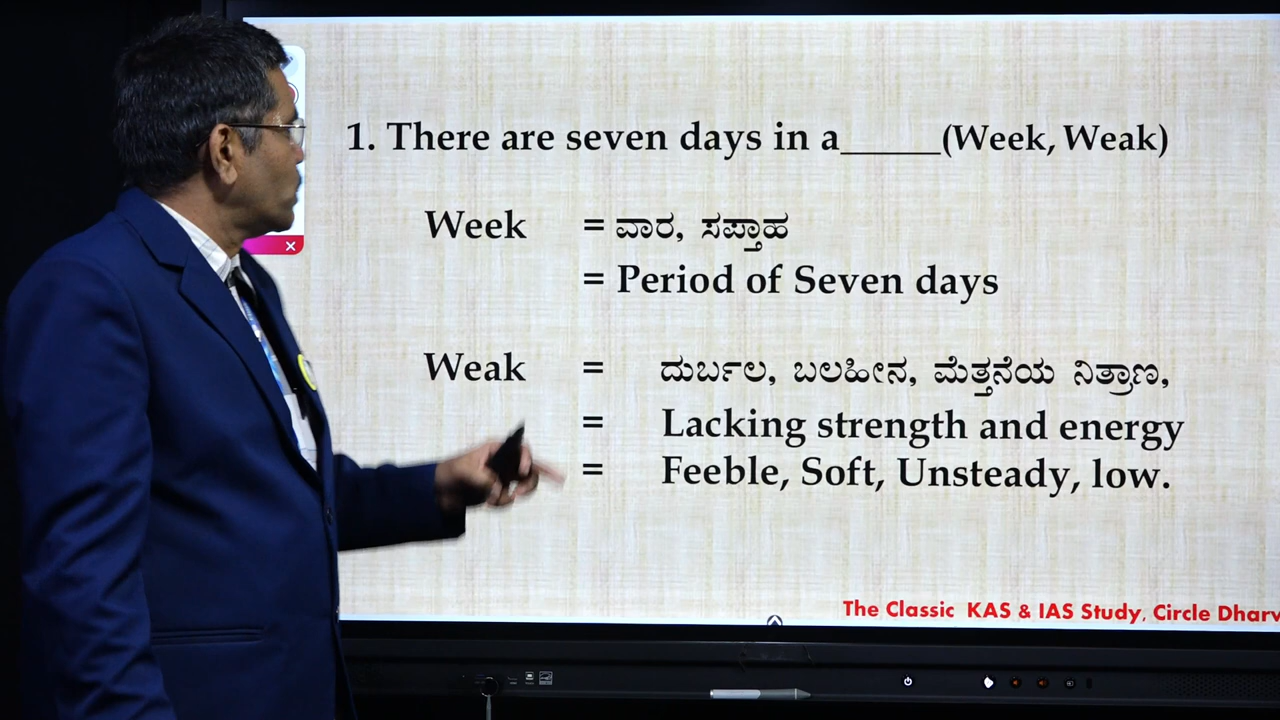 1. There are seven days in a_____(Week, Weak)
Week = ವಾರ, ಸಪ್ತಾಹ
= Period of Seven days
Weak = ದುರ್ಬಲ, ಬಲಹೀನ, ಮೆತ್ತನೆಯ ನಿತ್ರಾಣ,
= Lacking strength and energy
= Feeble, Soft, Unsteady, low.
The Classic KAS & IAS Study, Circle Dharv